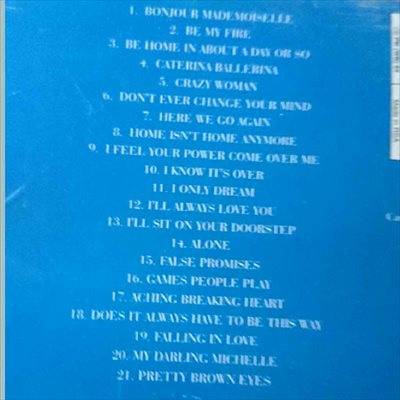 1. BONJOUR MADEMOISELLE
2. BE MY FIRE
3. BE HOME IN ABOUT A DAY OR SO
4. CATERINA BALLERINA
5. CRAZY WOMAN
6. DON'T EVER CHANGE YOUR MIND
7. HERE WE GO AGAIN
8. HOME ISN'T HOME ANYMORE
9. I FEEL YOUR POWER COME OVER ME
10. I KNOW IT'S OVER
11. I ONLY DREAM
12. I'LL ALWAYS LOVE YOU
13. I'LL SIT ON YOUR DOORSTEP
14. ALONE
15. FALSE PROMISES
16. GAMES PEOPLE PLAY
17. ACHING BREAKING HEART
18. DOES IT ALWAYS HAVE TO BE THIS WAY
19. FALLING IN LOVE
20. MY DARLING MICHELLE
21. PRETTY BROWN EYES